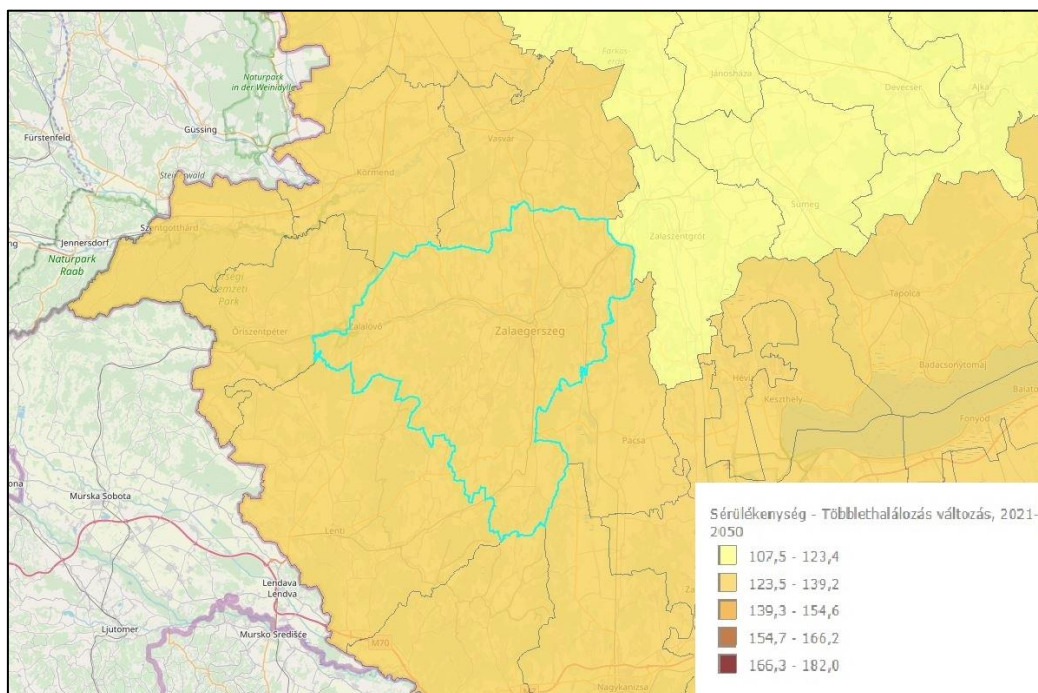 Naturpark
in der Weinidylle
Jánosháza
Devecser
Ajka
Güssing
Vasvár
Fürstenfeld
Körmend
Sümeg
Szentgotthárd
Zalaszentgrót
Jennersdorf
Naturpark
Raab
Nemzeti
Park
Tapolca
Őriszentpéter
Zalalövő
Zalaegerszeg
Badacsonytomaj
Hévíz
Keszthely
Fonyód
Pacsa
Murska Sobota
Sérülékenység - Többlethalálozás változás, 2021-
2050
107,5 - 123,4
123,5 - 139,2
139,3 - 154,6
154,7 - 166,2
166,3 - 182,0
Lenti
Lendava
Lendva
Ljutomer
Mursko Središće
M70
Nagykanizsa